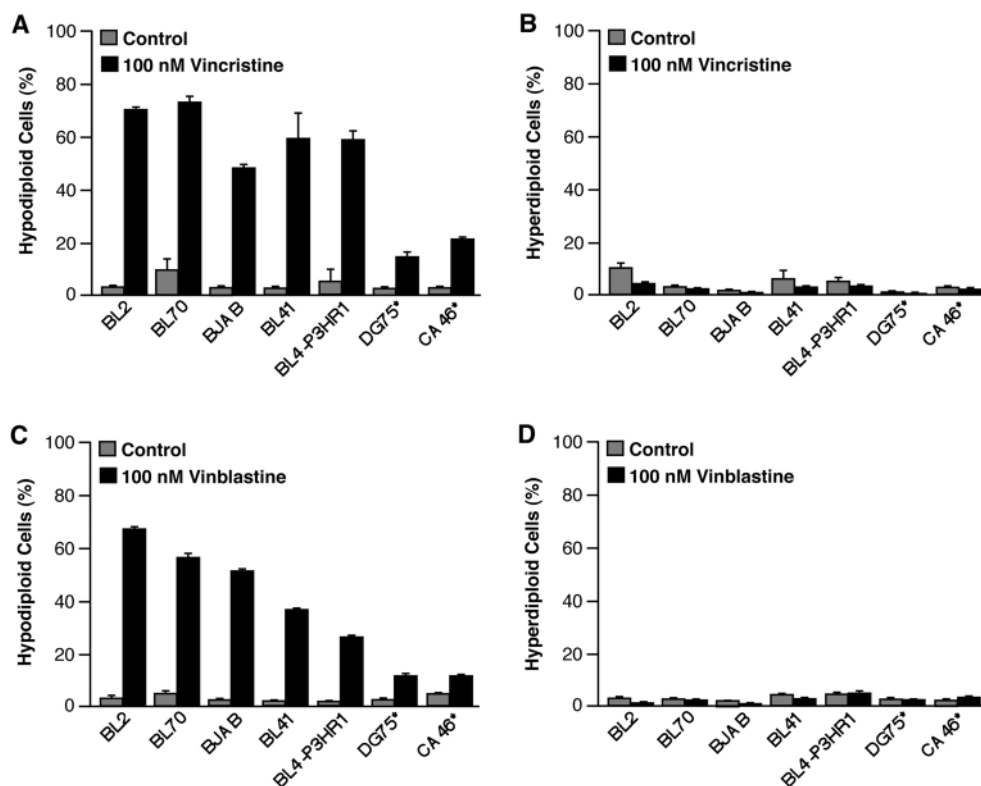 A
Hypodiploid Cells (%)
100
80
60
40
20
0
Control
100 nM Vincristine
BL2
BL70
BJAB
BL41
BL4-P3HR1
DG75*
CA 46*
B
Hyperdiploid Cells (%)
100
80
60
40
20
0
Control
100 nM Vincristine
BL2
BL70
BJAB
BL41
BL4-P3HR1
DG75*
CA 46*
C
Hypodiploid Cells (%)
100
80
60
40
20
0
Control
100 nM Vinblastine
BL2
BL70
BJAB
BL41
BL4-P3HR1
DG75*
CA 46*
D
Hyperdiploid Cells (%)
100
80
60
40
20
0
Control
100 nM Vinblastine
BL2
BL70
BJAB
BL41
BL4-P3HR1
DG75*
CA 46*